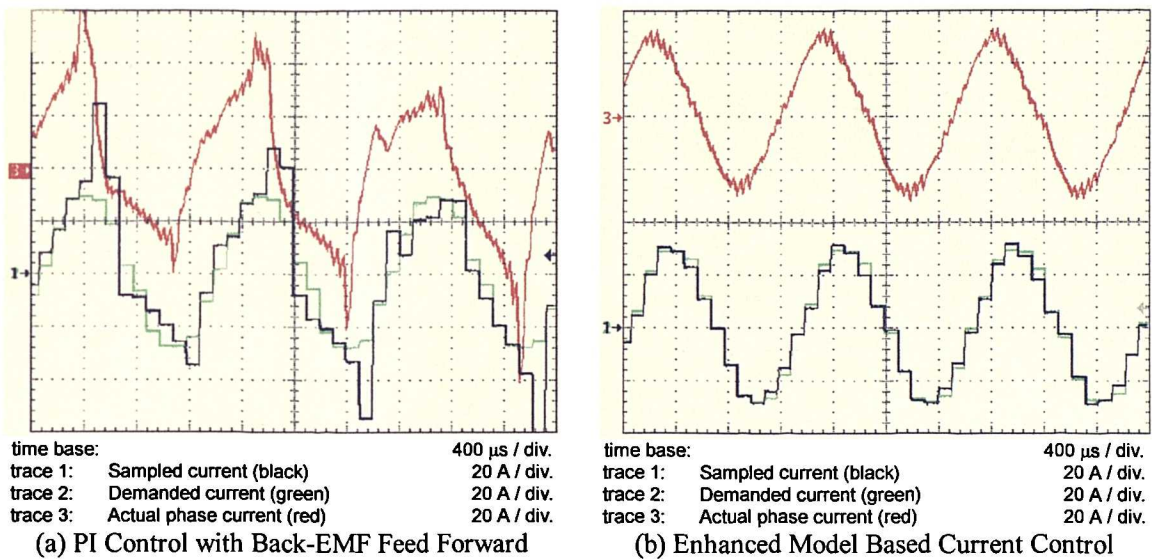 3
1
time base: 400 µs / div.
trace 1: Sampled current (black) 20 A / div.
trace 2: Demanded current (green) 20 A / div.
trace 3: Actual phase current (red) 20 A / div.
(a) PI Control with Back-EMF Feed Forward
3
1
time base: 400 µs / div.
trace 1: Sampled current (black) 20 A / div.
trace 2: Demanded current (green) 20 A / div.
trace 3: Actual phase current (red) 20 A / div.
(b) Enhanced Model Based Current Control